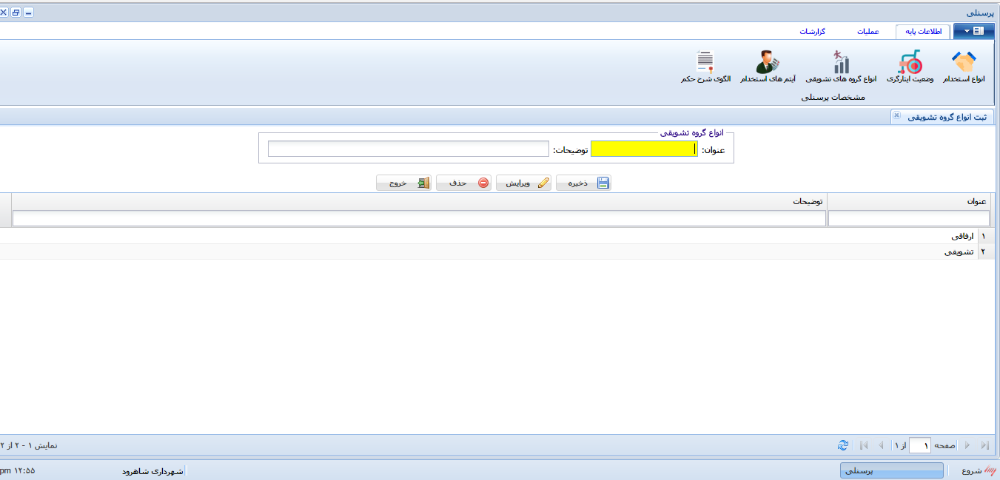 پرسنلی
اطلاعات پایه
عملیات
گزارشات
انواع استخدام
وضعیت ایثارگری
انواع گروه های تشویقی
آیتم های استخدام
الگوی شرح حکم
مشخصات پرسنلی
ثبت انواع گروه تشویقی
انواع گروه تشویقی
عنوان:
توضیحات:
ذخیره
ویرایش
حذف
خروج
عنوان
توضیحات
۱ ارفاقی
۲ تشویقی
صفحه ۱ از ۱
نمایش ۱ - ۲ از ۲
شروع
پرسنلی
شهرداری شاهرود
۱۲:۵۵ pm